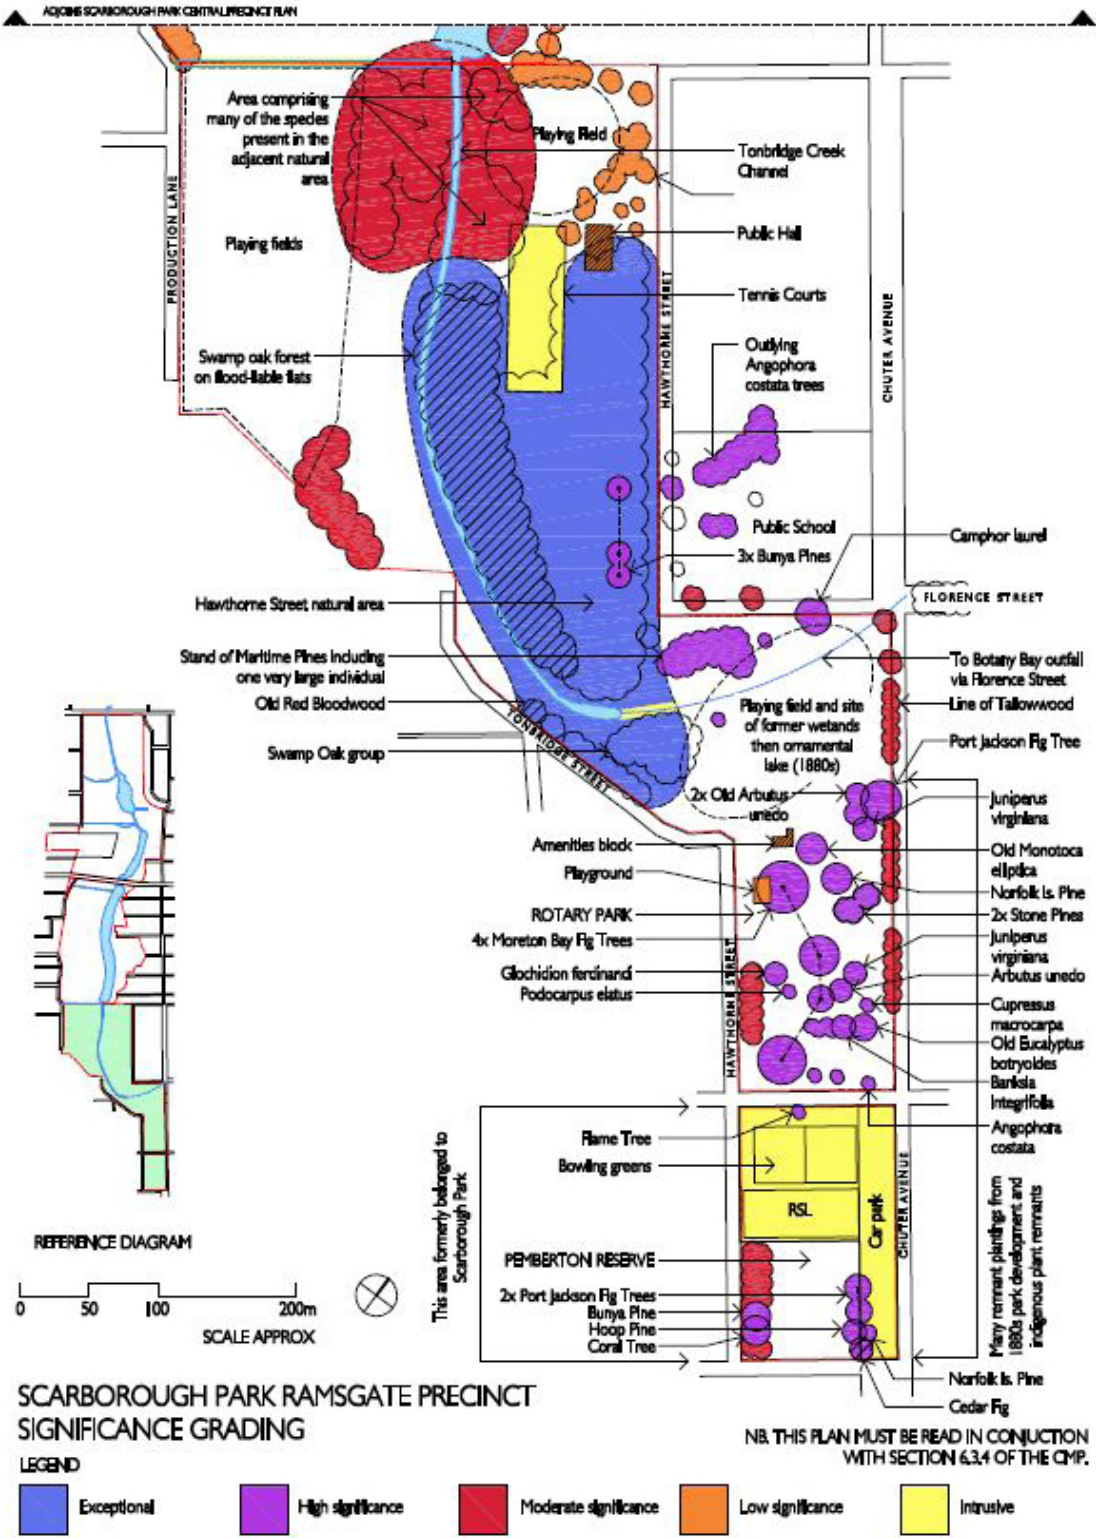 ADJOINS SCARBOROUGH PARK CENTRAL PRECINCT PLAN
Area comprising
many of the species
present in the
adjacent natural
area
Playing Field
Tonbridge Creek
Channel
PRODUCTION LANE
Playing fields
Public Hall
Tennis Courts
HAWTHORNE STREET
CHUTER AVENUE
Swamp oak forest
on flood-liable flats
Outlying
Angophora
costata trees
Public School
3x Bunya Pines
Camphor laurel
FLORENCE STREET
Hawthorne Street natural area
Stand of Maritime Pines including
one very large individual
Old Red Bloodwood
TONBRIDGE STREET
Swamp Oak group
To Botany Bay outfall
via Florence Street
Line of Tallowwood
Playing field and site
of former wetands
then ornamental
lake (1880s)
Port Jackson Fig Tree
2x Old Arbutus
unedo
Juniperus
virginiana
Amenities block
Old Monotoca
elliptica
Playground
Norfolk Is. Pine
ROTARY PARK
2x Stone Pines
4x Moreton Bay Fig Trees
Juniperus
virginiana
Glochidion ferdinandi
Arbutus unedo
Podocarpus elatus
Cupressus
macrocarpa
HAWTHORNE STREET
Old Eucalyptus
botryoides
Banksia
integrifolia
Angophora
costata
Flame Tree
Bowling greens
This area formerly belonged to
Scarborough Park
RSL
Car park
CHUTER AVENUE
Many remnant plantings from
1880s park development and
indigenous plant remnants
PEMBERTON RESERVE
2x Port Jackson Fig Trees
Bunya Pine
Hoop Pine
Coral Tree
Norfolk Is. Pine
Cedar Fig
REFERENCE DIAGRAM
0 50 100 200m
SCALE APPROX
SCARBOROUGH PARK RAMSGATE PRECINCT
SIGNIFICANCE GRADING
NB. THIS PLAN MUST BE READ IN CONJUCTION
WITH SECTION 6.3.4 OF THE CMP.
LEGEND
Exceptional
High significance
Moderate significance
Low significance
Intrusive